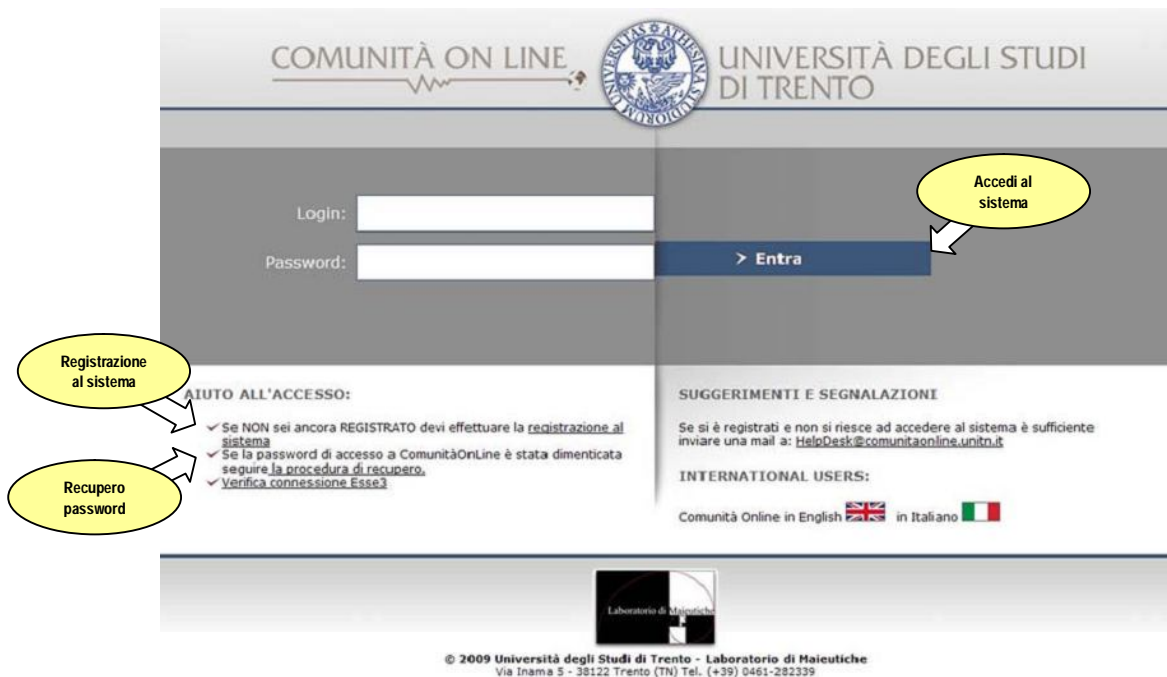 COMUNITÀ ON LINE
UNIVERSITAS ATHESINA STUDIORUM
UNIVERSITÀ DEGLI STUDI
DI TRENTO
Accedi al
sistema
Login:
Password:
> Entra
Registrazione
al sistema
AIUTO ALL'ACCESSO:
Se NON sei ancora REGISTRATO devi effettuare la registrazione al
sistema
Se la password di accesso a ComunitàOnLine è stata dimenticata
seguire la procedura di recupero.
Verifica connessione Esse3
Recupero
password
SUGGERIMENTI E SEGNALAZIONI
Se si è registrati e non si riesce ad accedere al sistema è sufficiente
inviare una mail a: HelpDesk@comunitaonline.unitn.it
INTERNATIONAL USERS:
Comunità Online in English in Italiano
Laboratorio di Maieutiche
© 2009 Università degli Studi di Trento - Laboratorio di Maieutiche
Via Inama 5 - 38122 Trento (TN) Tel. (+39) 0461-282339